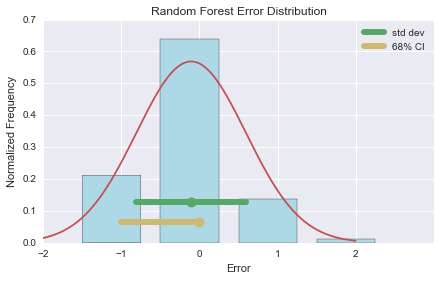 Random Forest Error Distribution
std dev
68% CI
Normalized Frequency
0.7
0.6
0.5
0.4
0.3
0.2
0.1
0.0
−2
−1
0
1
2
Error